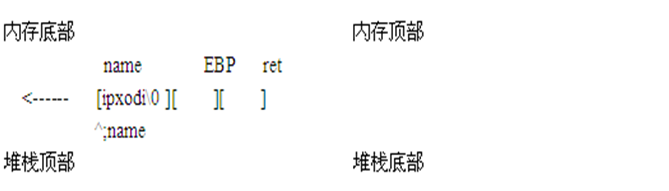 内存底部 内存顶部
name EBP ret
<------ [ipxodi\0 ][ ][ ]
^;name
堆栈顶部 堆栈底部